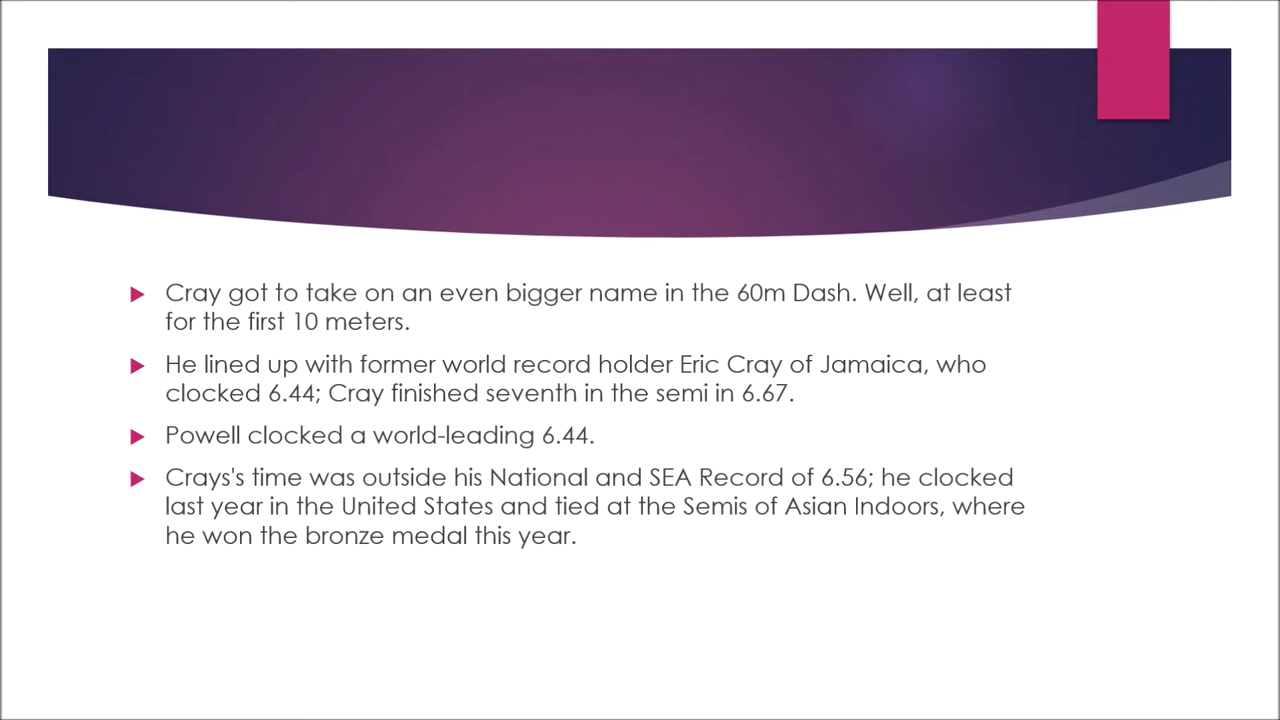 Cray got to take on an even bigger name in the 60m Dash. Well, at least
for the first 10 meters.
He lined up with former world record holder Eric Cray of Jamaica, who
clocked 6.44; Cray finished seventh in the semi in 6.67.
Powell clocked a world-leading 6.44.
Crays's time was outside his National and SEA Record of 6.56; he clocked
last year in the United States and tied at the Semis of Asian Indoors, where
he won the bronze medal this year.